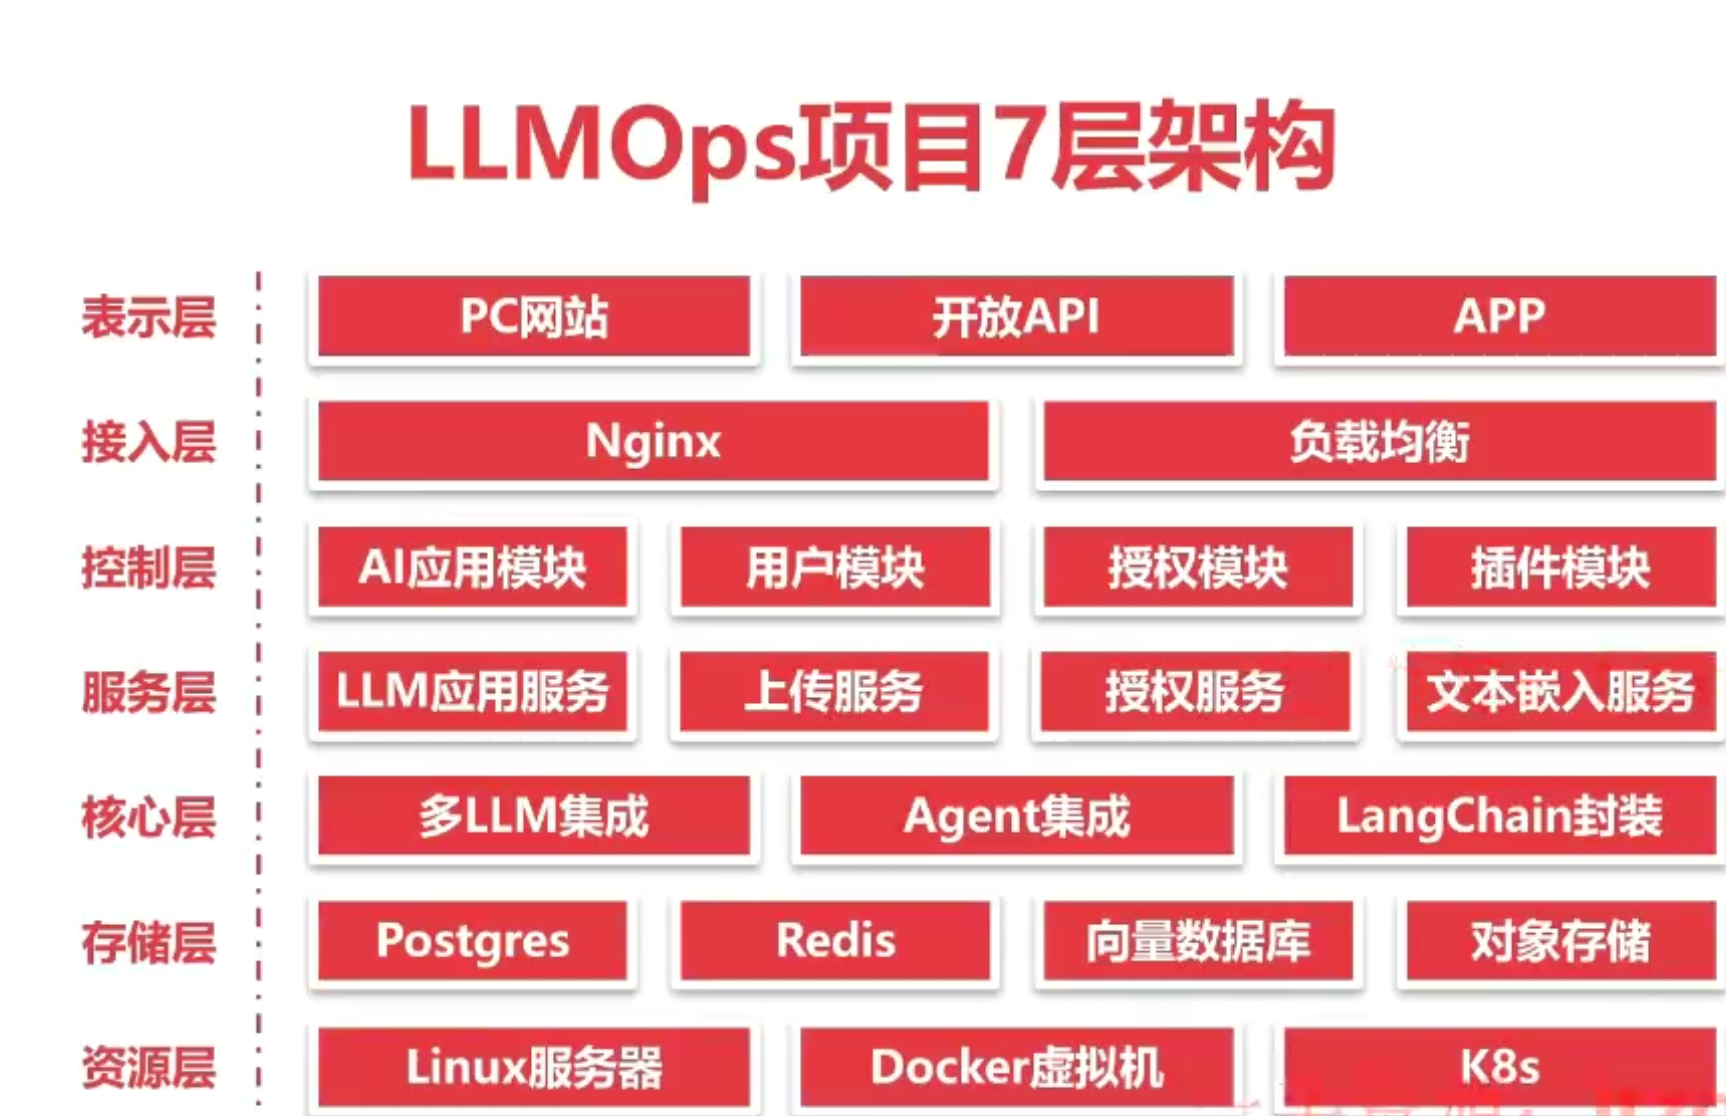 LLMOps项目7层架构
表示层 PC网站 开放API APP
接入层 Nginx 负载均衡
控制层 AI应用模块 用户模块 授权模块 插件模块
服务层 LLM应用服务 上传服务 授权服务 文本嵌入服务
核心层 多LLM集成 Agent集成 LangChain封装
存储层 Postgres Redis 向量数据库 对象存储
资源层 Linux服务器 Docker虚拟机 K8s